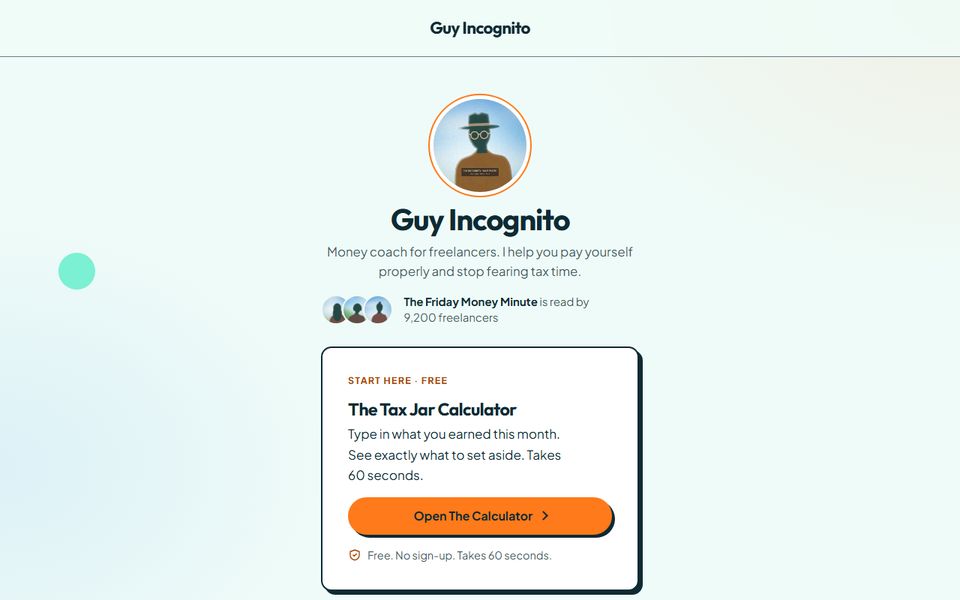 Guy Incognito
Guy Incognito
Money coach for freelancers. I help you pay yourself
properly and stop fearing tax time.
The Friday Money Minute is read by
9,200 freelancers
START HERE · FREE
The Tax Jar Calculator
Type in what you earned this month.
See exactly what to set aside. Takes
60 seconds.
Open The Calculator
Free. No sign-up. Takes 60 seconds.